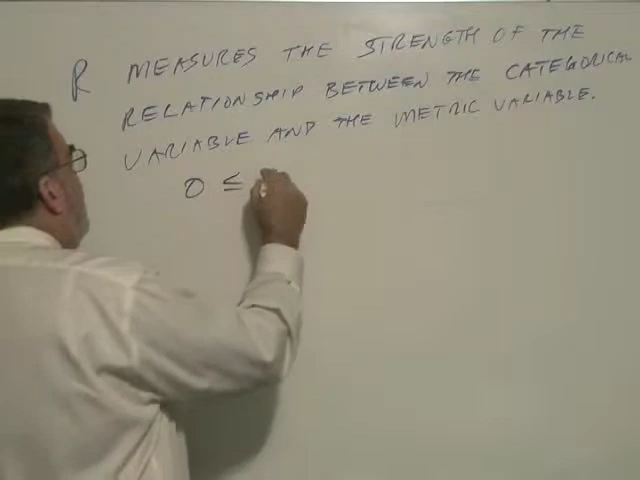 R MEASURES THE STRENGTH OF THE
RELATIONSHIP BETWEEN THE CATEGORICAL
VARIABLE AND THE METRIC VARIABLE.
0 ≤